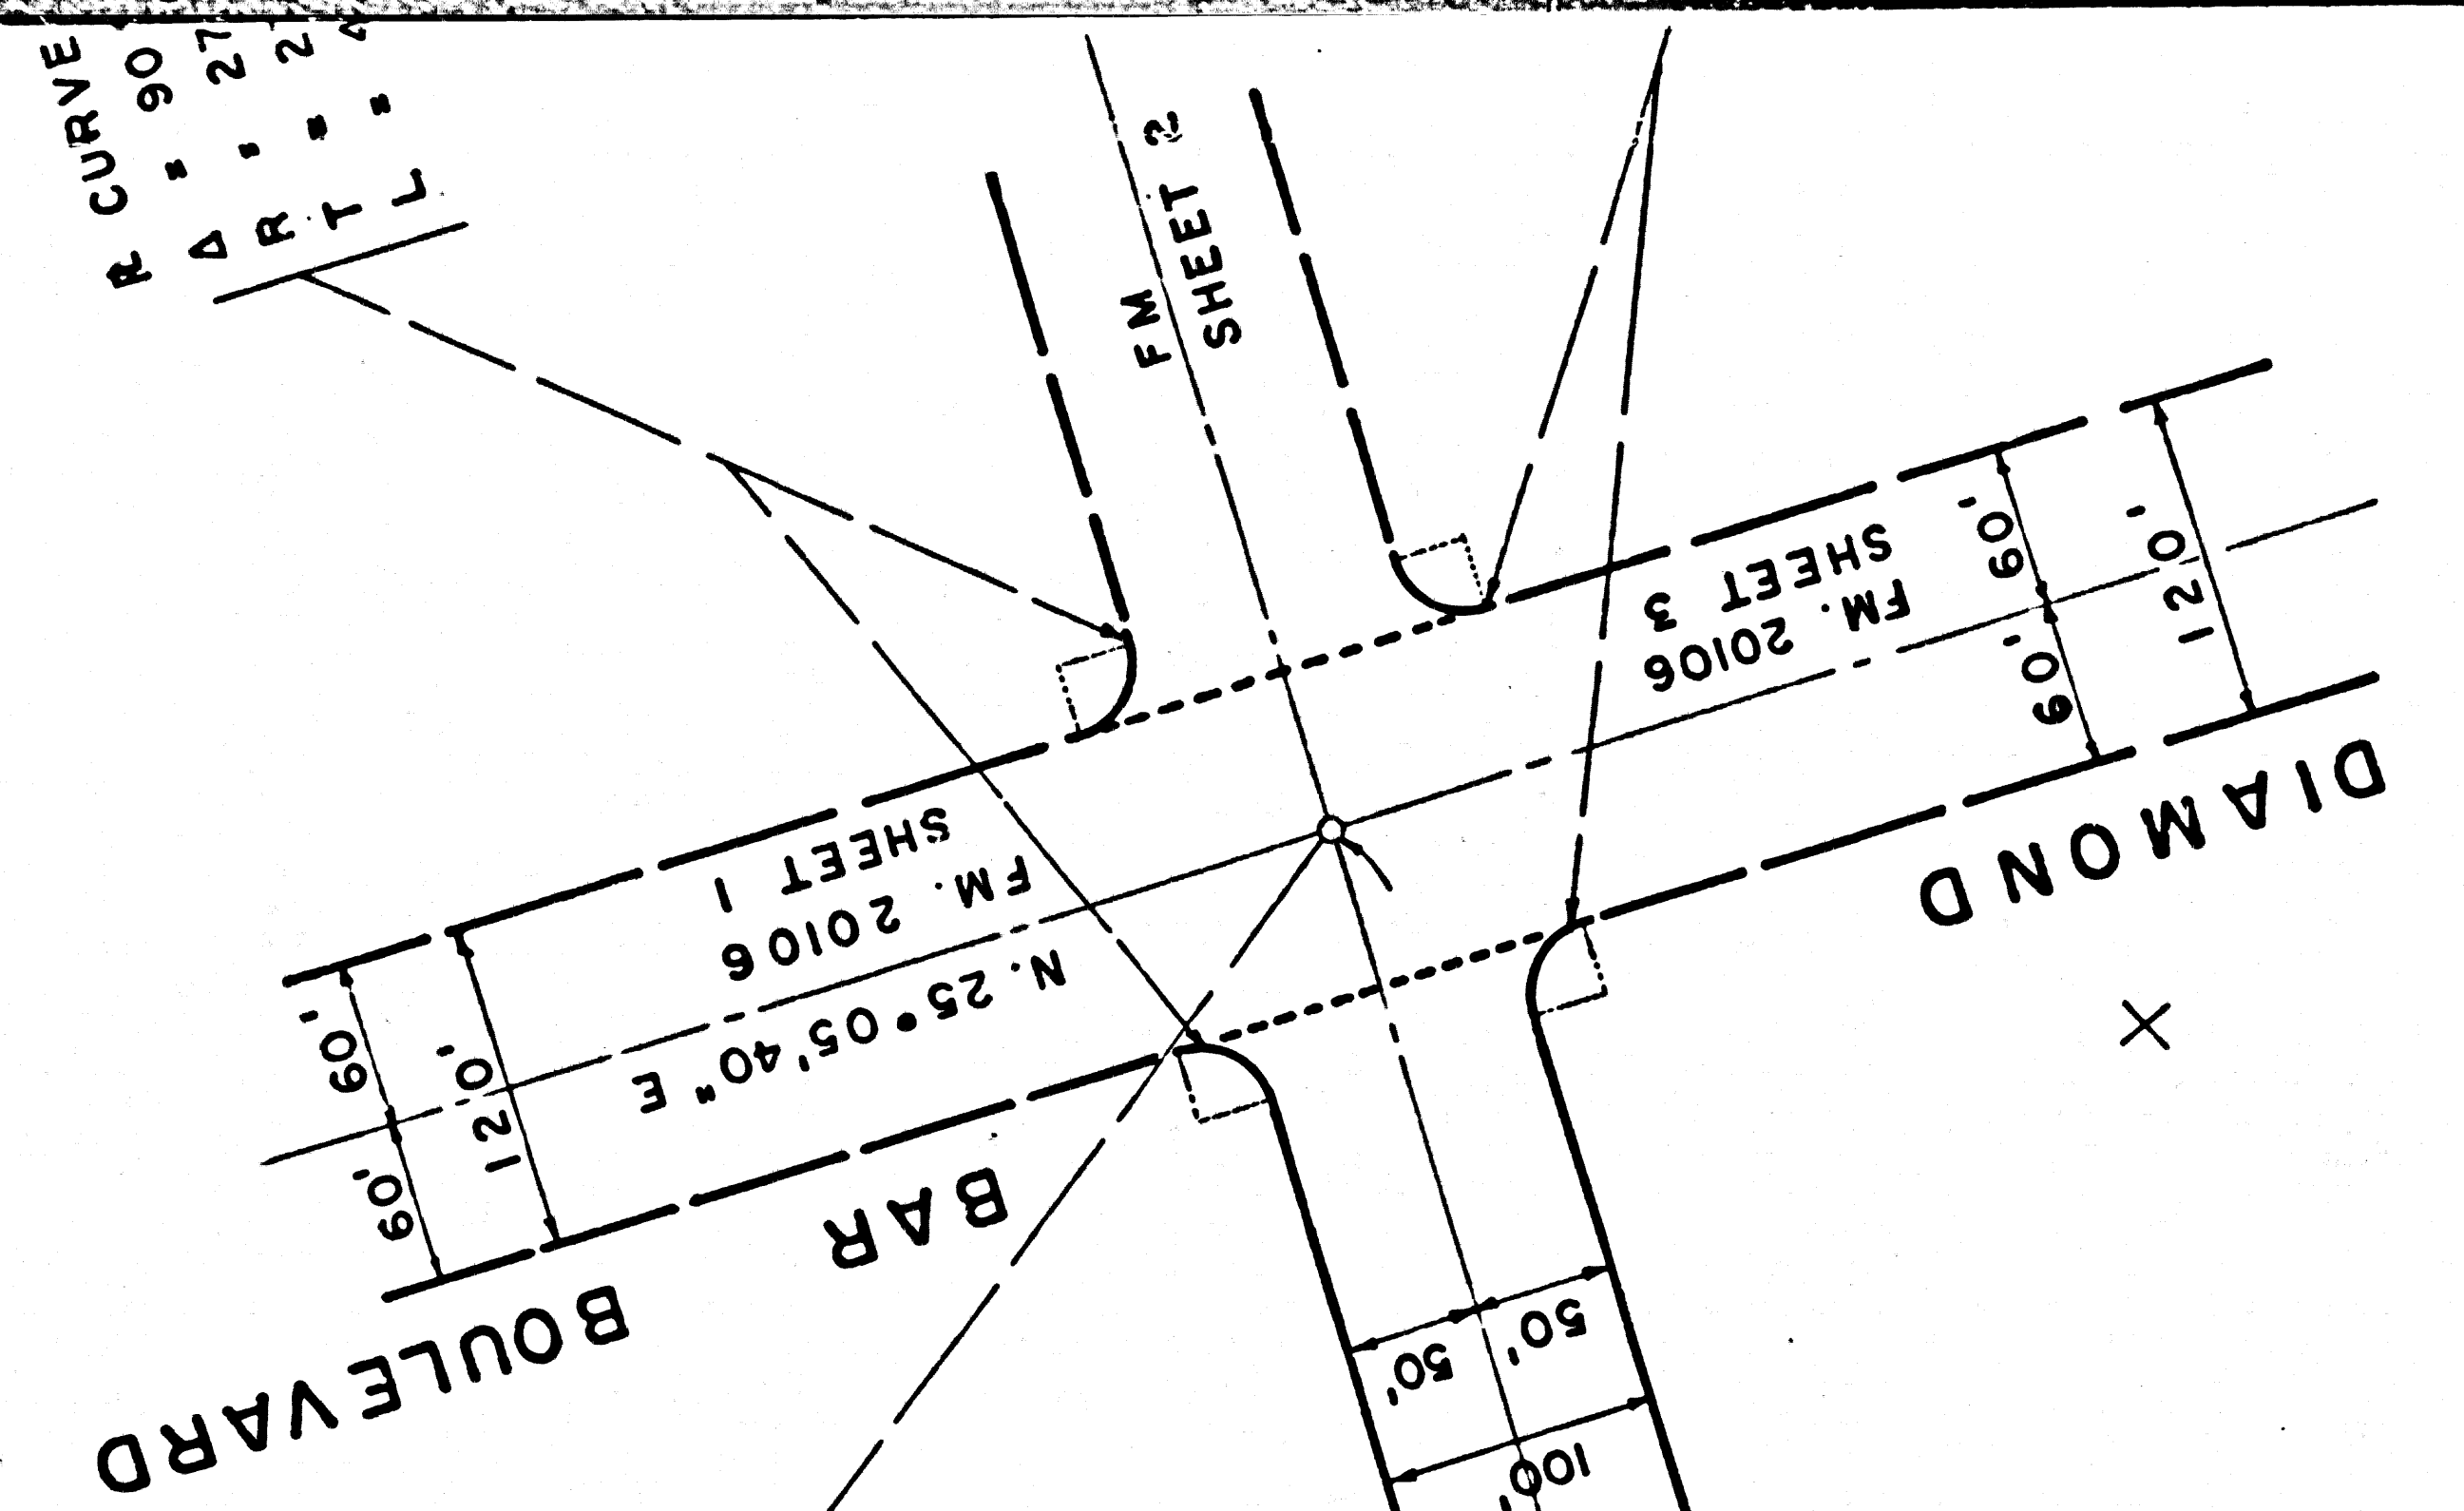 R CURVE
Δ " 90
R " 27
T " 2
L "
FM
SHEET 2
DIAMOND BAR BOULEVARD
60'
60'
120'
FM. 20106
SHEET 3
FM. 20106
SHEET 1
N. 25° 05' 40" E
60'
60'
120'
50'
50'
100'